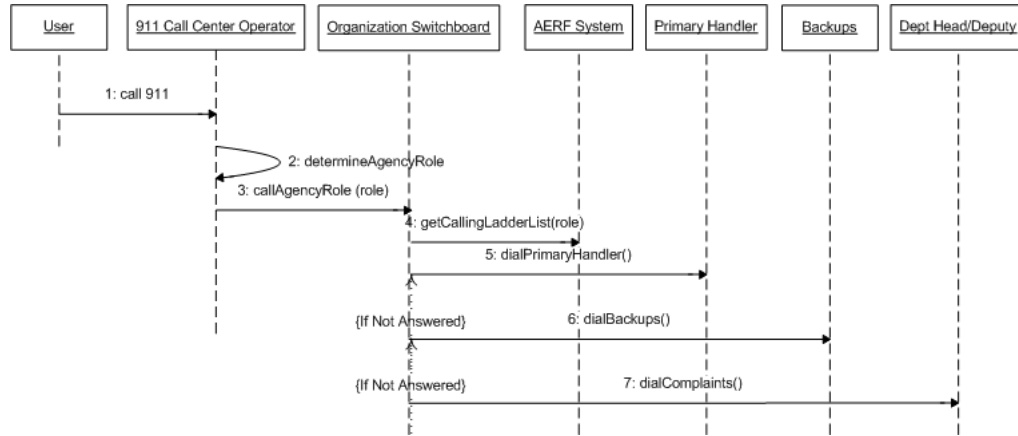 User
911 Call Center Operator
Organization Switchboard
AERF System
Primary Handler
Backups
Dept Head/Deputy
1: call 911
2: determineAgencyRole
3: callAgencyRole (role)
4: getCallingLadderList(role)
5: dialPrimaryHandler()
{If Not Answered}
6: dialBackups()
{If Not Answered}
7: dialComplaints()